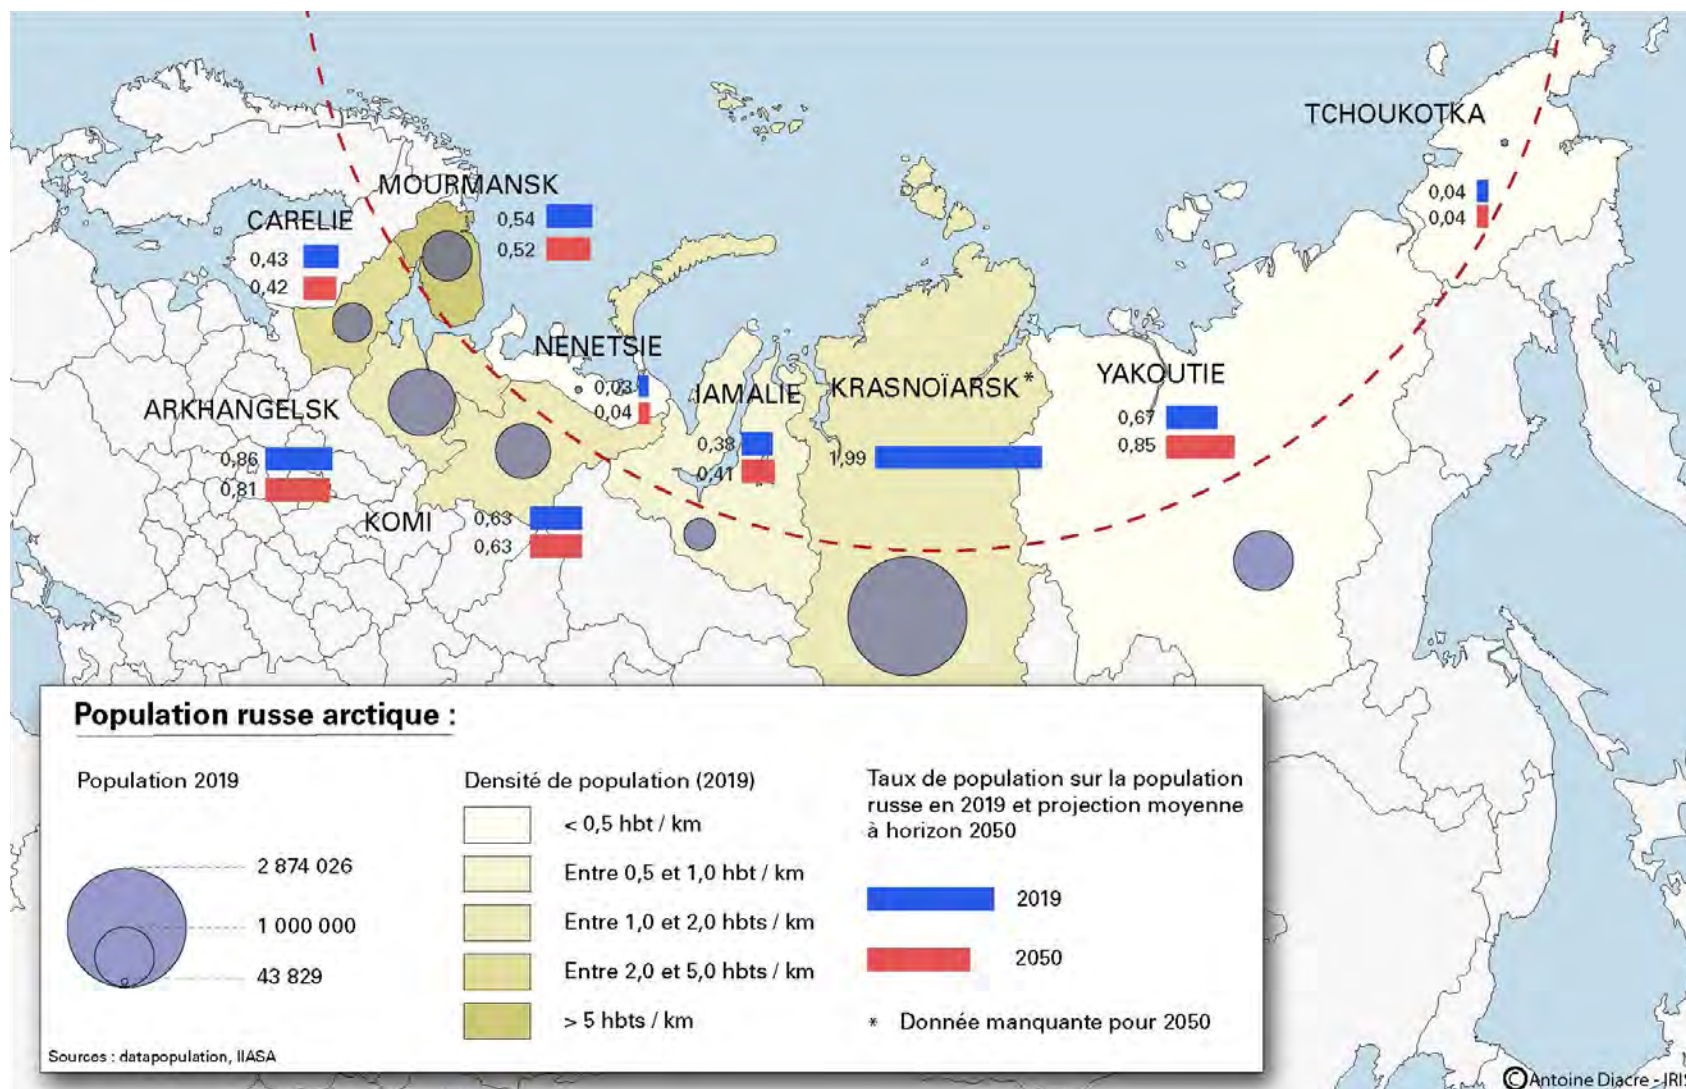 TCHOUKOTKA
0,04
0,04
MOURMANSK
0,54
0,52
CARELIE
0,43
0,42
NENETSIE
0,03
0,04
IAMALIE
0,38
0,41
KRASNOÏARSK*
1,99
YAKOUTIE
0,67
0,85
ARKHANGELSK
0,86
0,81
KOMI
0,63
0,63
Population russe arctique :
Population 2019
2 874 026
1 000 000
43 829
Densité de population (2019)
< 0,5 hbt / km
Entre 0,5 et 1,0 hbt / km
Entre 1,0 et 2,0 hbts / km
Entre 2,0 et 5,0 hbts / km
> 5 hbts / km
Taux de population sur la population
russe en 2019 et projection moyenne
à horizon 2050
2019
2050
* Donnée manquante pour 2050
Sources : datapopulation, IIASA
© Antoine Diacre - IRIS